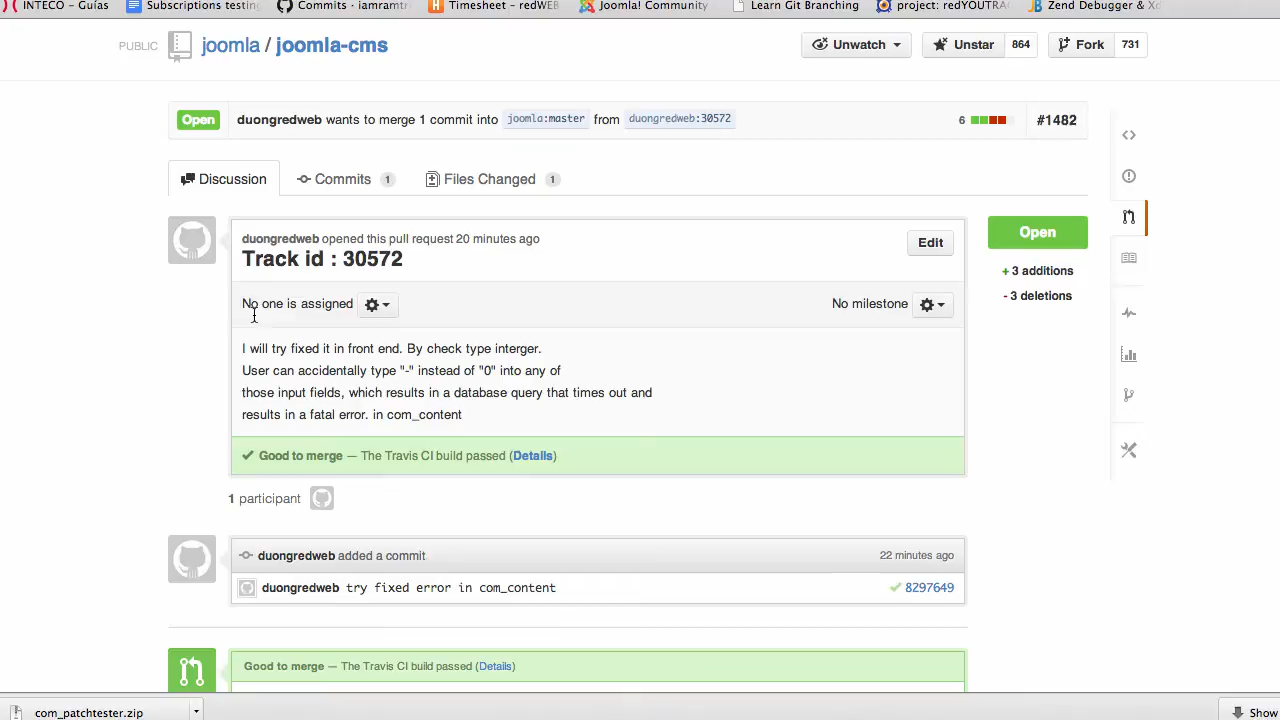 INTECO – Guías
Subscriptions testing
Commits · iamramtr
Timesheet – redWEB
Joomla! Community
Learn Git Branching
project: redYOUTRA
Zend Debugger & Xd
PUBLIC
joomla / joomla-cms
Unwatch
Unstar
864
Fork
731
Open
duongredweb wants to merge 1 commit into joomla:master from duongredweb:30572
6
#1482
Discussion
Commits 1
Files Changed 1
duongredweb opened this pull request 20 minutes ago
Track id : 30572
Edit
Open
+ 3 additions
- 3 deletions
No one is assigned
No milestone
I will try fixed it in front end. By check type interger.
User can accidentally type "-" instead of "0" into any of
those input fields, which results in a database query that times out and
results in a fatal error. in com_content
Good to merge — The Travis CI build passed (Details)
1 participant
duongredweb added a commit
22 minutes ago
duongredweb try fixed error in com_content
8297649
Good to merge — The Travis CI build passed (Details)
com_patchtester.zip
Show